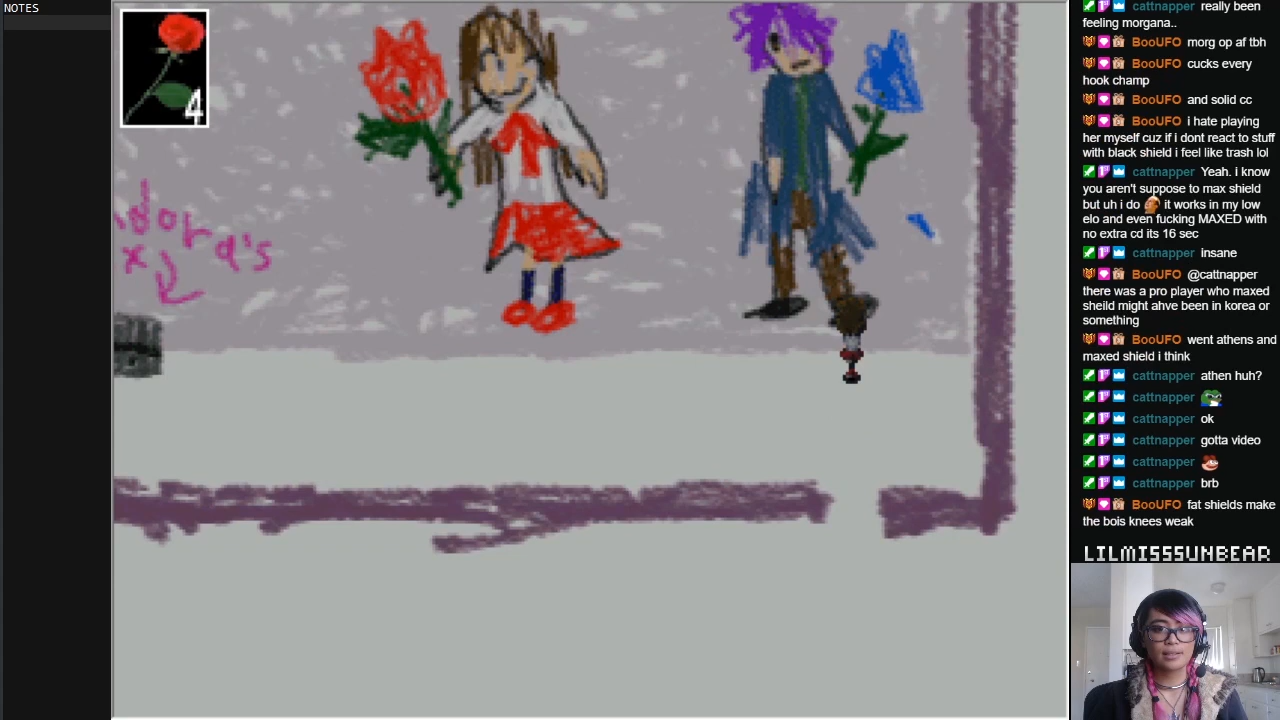 NOTES
4
dora's
x
cattnapper really been
feeling morgana..
BooUFO morg op af tbh
BooUFO cucks every
hook champ
BooUFO and solid cc
BooUFO i hate playing
her myself cuz if i dont react to stuff
with black shield i feel like trash lol
cattnapper Yeah. i know
you aren't suppose to max shield
but uh i do it works in my low
elo and even fucking MAXED with
no extra cd its 16 sec
cattnapper insane
BooUFO @cattnapper
there was a pro player who maxed
sheild might ahve been in korea or
something
BooUFO went athens and
maxed shield i think
cattnapper athen huh?
cattnapper
cattnapper ok
cattnapper gotta video
cattnapper
cattnapper brb
BooUFO fat shields make
the bois knees weak
LILMISSSUNBEAR